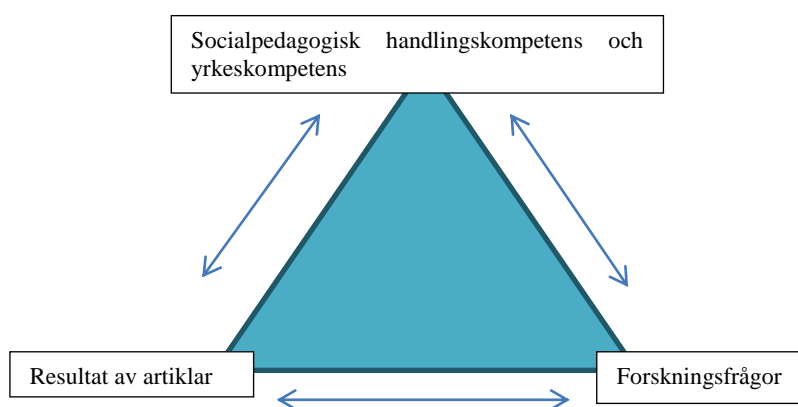 Socialpedagogisk handlingskompetens och
yrkeskompetens
Resultat av artiklar
Forskningsfrågor